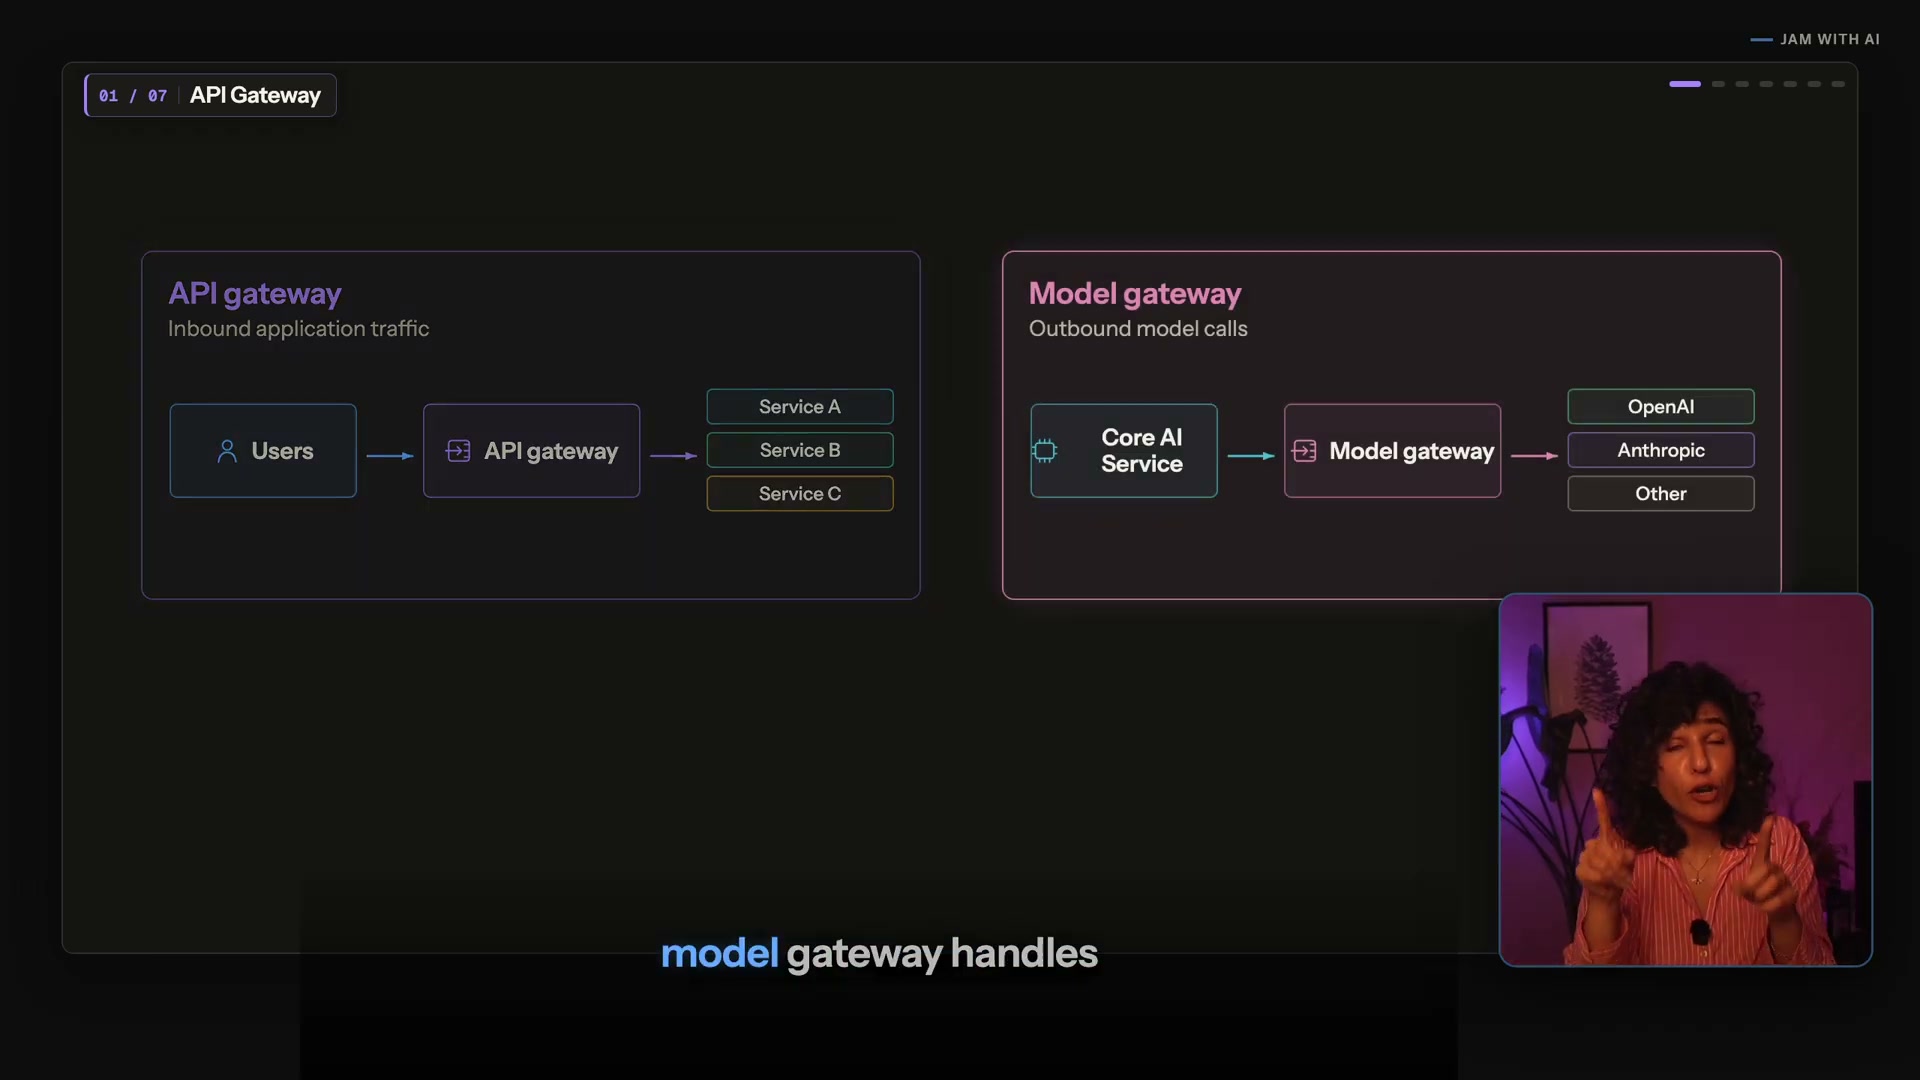 JAM WITH AI
01 / 07 | API Gateway
API gateway
Inbound application traffic
Users
API gateway
Service A
Service B
Service C
Model gateway
Outbound model calls
Core AI
Service
Model gateway
OpenAI
Anthropic
Other
model gateway handles